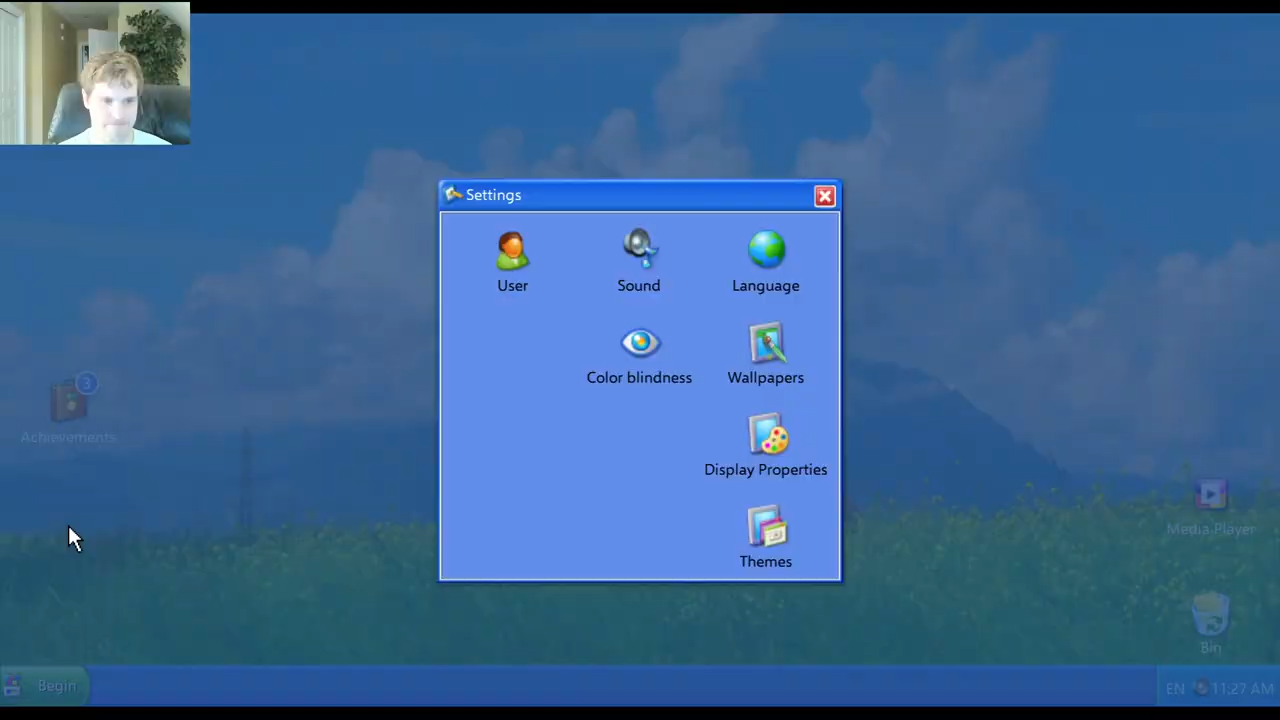 Settings
User
Sound
Language
Color blindness
Wallpapers
Display Properties
Themes
3
Achievements
Media Player
Bin
Begin
EN 11:27 AM